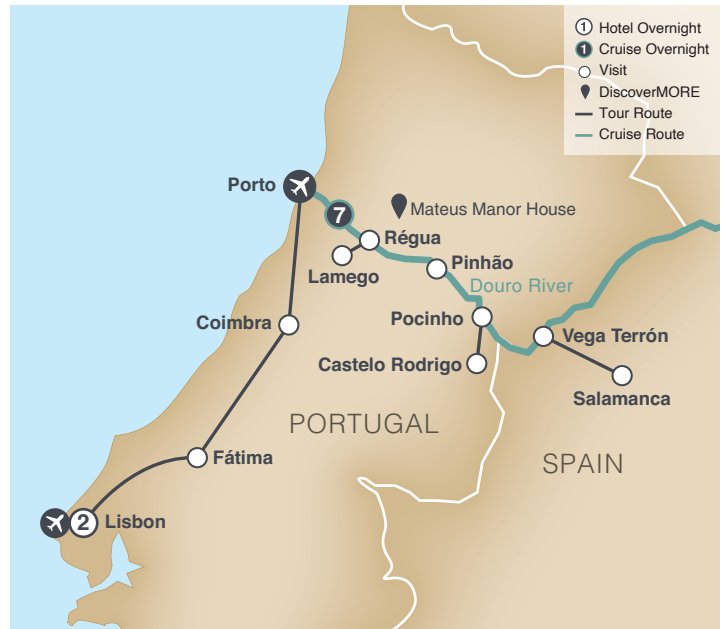 1 Hotel Overnight
1 Cruise Overnight
Visit
DiscoverMORE
Tour Route
Cruise Route
Porto
7
Mateus Manor House
Régua
Lamego
Pinhão
Douro River
Coimbra
Pocinho
Vega Terrón
Castelo Rodrigo
Salamanca
PORTUGAL
Fátima
SPAIN
2 Lisbon